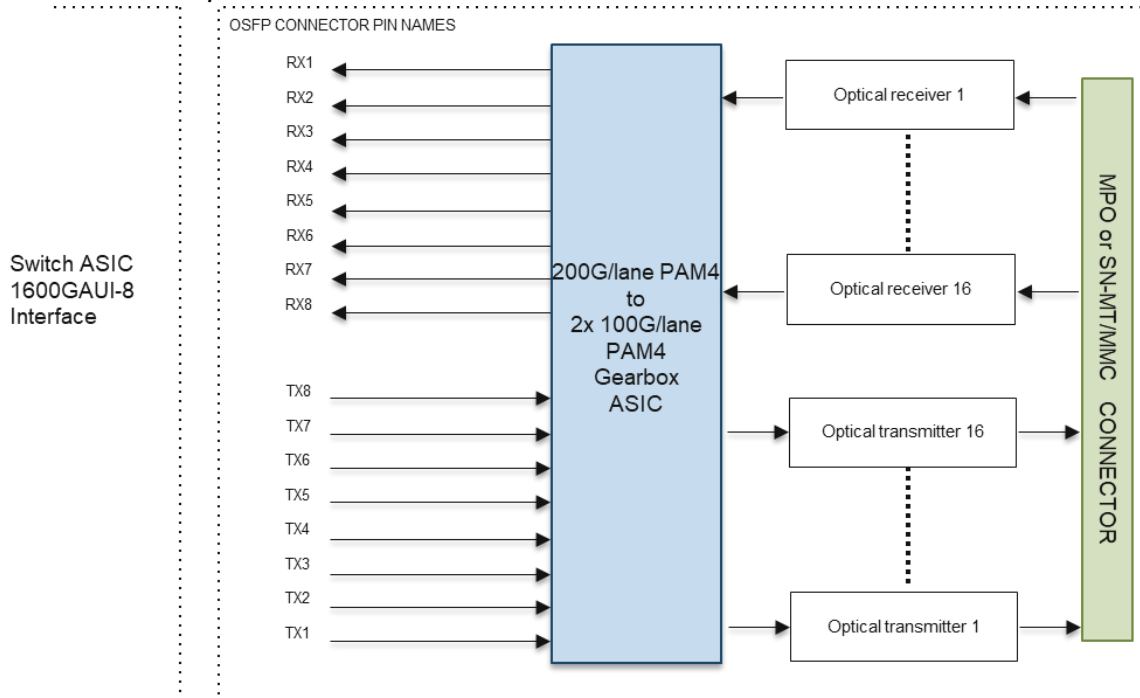 OSFP CONNECTOR PIN NAMES
RX1
RX2
RX3
RX4
RX5
RX6
RX7
RX8
TX8
TX7
TX6
TX5
TX4
TX3
TX2
TX1
Switch ASIC
1600GAUI-8
Interface
200G/lane PAM4
to
2x 100G/lane
PAM4
Gearbox
ASIC
Optical receiver 1
Optical receiver 16
Optical transmitter 16
Optical transmitter 1
MPO or SN-MT/MMC CONNECTOR